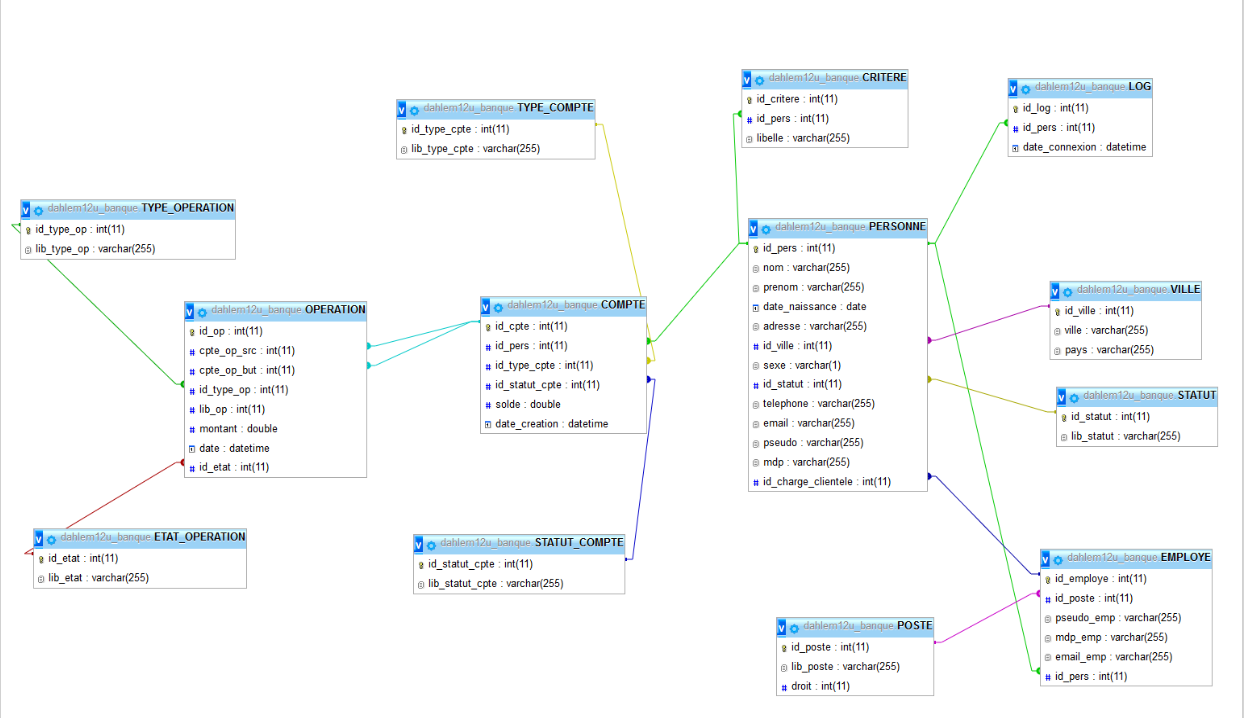 dahlem12u_banque CRITERE
id_critere : int(11)
id_pers : int(11)
libelle : varchar(255)
dahlem12u_banque LOG
id_log : int(11)
id_pers : int(11)
date_connexion : datetime
dahlem12u_banque TYPE_COMPTE
id_type_cpte : int(11)
lib_type_cpte : varchar(255)
dahlem12u_banque TYPE_OPERATION
id_type_op : int(11)
lib_type_op : varchar(255)
dahlem12u_banque PERSONNE
id_pers : int(11)
nom : varchar(255)
prenom : varchar(255)
date_naissance : date
adresse : varchar(255)
id_ville : int(11)
sexe : varchar(1)
id_statut : int(11)
telephone : varchar(255)
email : varchar(255)
pseudo : varchar(255)
mdp : varchar(255)
id_charge_clientele : int(11)
dahlem12u_banque VILLE
id_ville : int(11)
ville : varchar(255)
pays : varchar(255)
dahlem12u_banque OPERATION
id_op : int(11)
cpte_op_src : int(11)
cpte_op_but : int(11)
id_type_op : int(11)
lib_op : int(11)
montant : double
date : datetime
id_etat : int(11)
dahlem12u_banque COMPTE
id_cpte : int(11)
id_pers : int(11)
id_type_cpte : int(11)
id_statut_cpte : int(11)
solde : double
date_creation : datetime
dahlem12u_banque STATUT
id_statut : int(11)
lib_statut : varchar(255)
dahlem12u_banque ETAT_OPERATION
id_etat : int(11)
lib_etat : varchar(255)
dahlem12u_banque STATUT_COMPTE
id_statut_cpte : int(11)
lib_statut_cpte : varchar(255)
dahlem12u_banque EMPLOYE
id_employe : int(11)
id_poste : int(11)
pseudo_emp : varchar(255)
mdp_emp : varchar(255)
email_emp : varchar(255)
id_pers : int(11)
dahlem12u_banque POSTE
id_poste : int(11)
lib_poste : varchar(255)
droit : int(11)